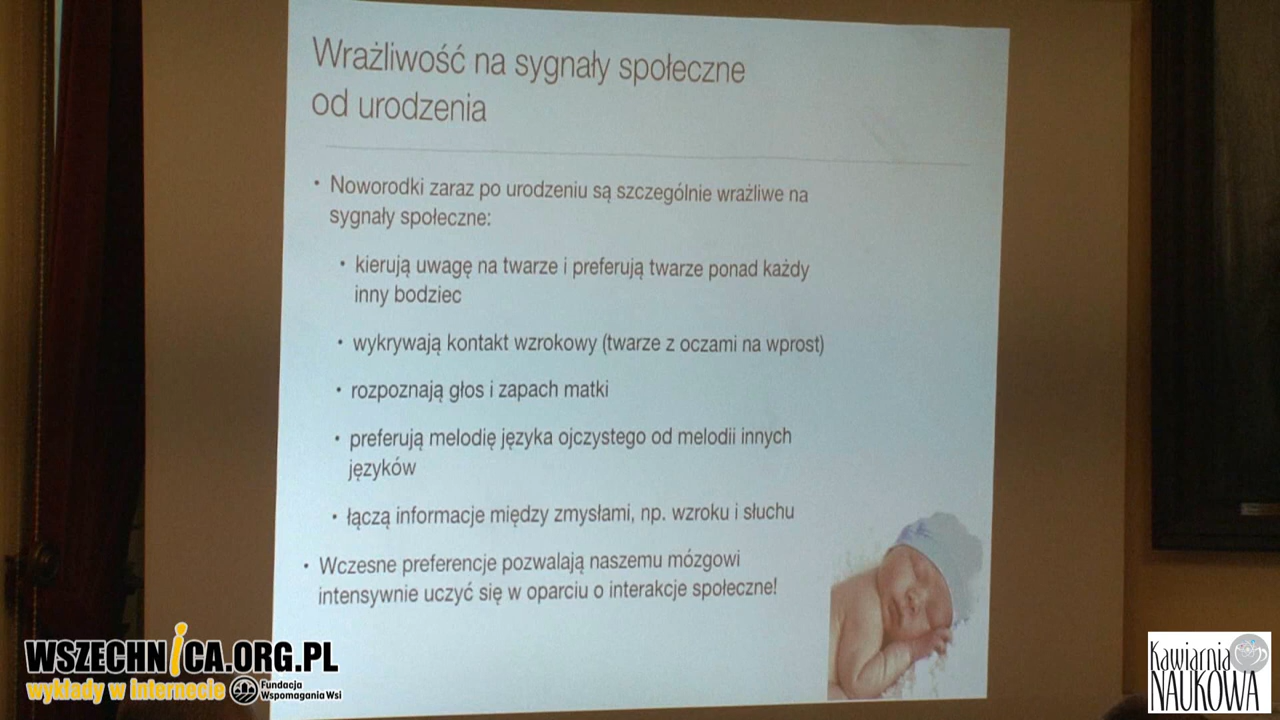 Wrażliwość na sygnały społeczne
od urodzenia
• Noworodki zaraz po urodzeniu są szczególnie wrażliwe na
sygnały społeczne:
• kierują uwagę na twarze i preferują twarze ponad każdy
inny bodziec
• wykrywają kontakt wzrokowy (twarze z oczami na wprost)
• rozpoznają głos i zapach matki
• preferują melodię języka ojczystego od melodii innych
języków
• łączą informacje między zmysłami, np. wzroku i słuchu
• Wczesne preferencje pozwalają naszemu mózgowi
intensywnie uczyć się w oparciu o interakcje społeczne!
WSZECHNiCA.ORG.PL
wykłady w internecie
Fundacja
Wspomagania Wsi
Kawiarnia
NAUKOWA